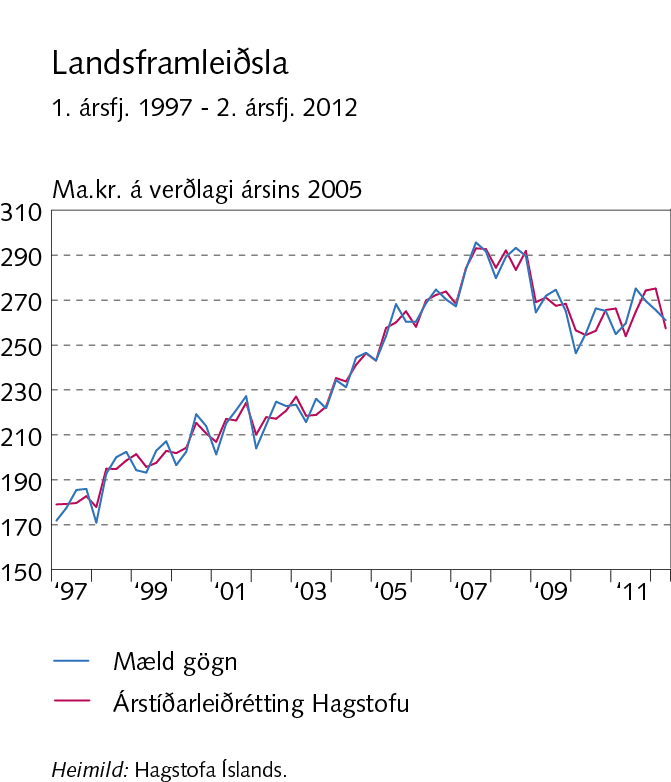 Landsframleiðsla
1. ársfj. 1997 - 2. ársfj. 2012
Ma.kr. á verðlagi ársins 2005
310
290
270
250
230
210
190
170
150
‘97 ‘99 ‘01 ‘03 ‘05 ‘07 ‘09 ‘11
Mæld gögn
Árstíðarleiðrétting Hagstofu
Heimild: Hagstofa Íslands.